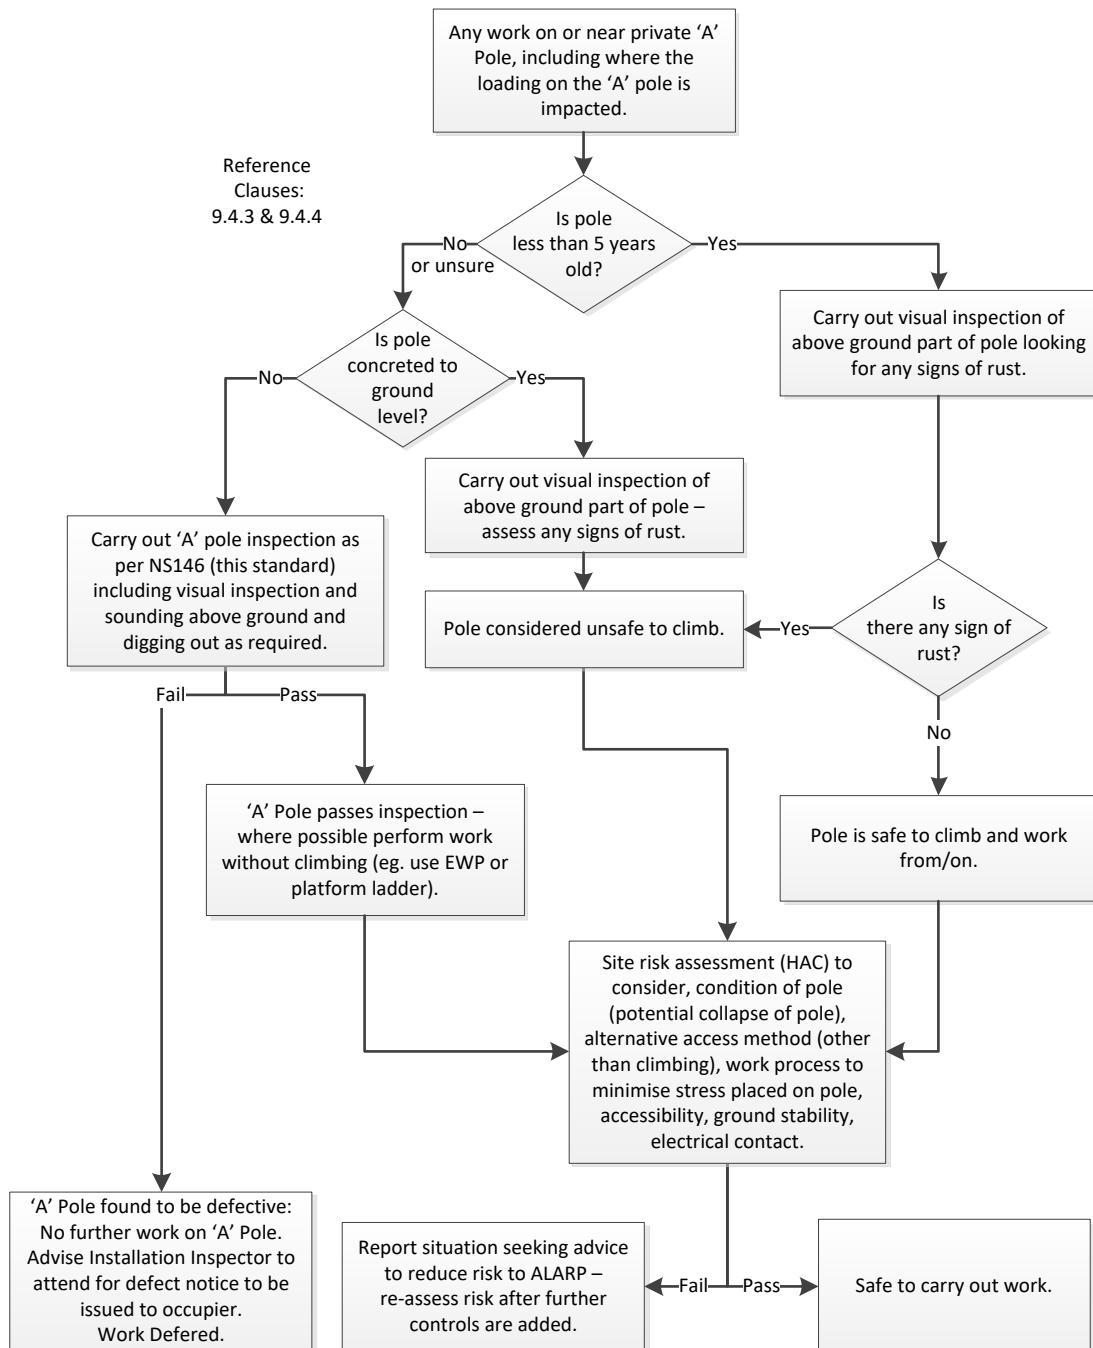 Any work on or near private ‘A’
Pole, including where the
loading on the ‘A’ pole is
impacted.
Reference
Clauses:
9.4.3 & 9.4.4
Is pole
less than 5 years
old?
No
or unsure
Yes
Carry out visual inspection of
above ground part of pole looking
for any signs of rust.
Is pole
concreted to
ground
level?
No
Yes
Carry out visual inspection of
above ground part of pole –
assess any signs of rust.
Carry out ‘A’ pole inspection as
per NS146 (this standard)
including visual inspection and
sounding above ground and
digging out as required.
Pole considered unsafe to climb.
Yes
Is
there any sign of
rust?
Fail
Pass
No
‘A’ Pole passes inspection –
where possible perform work
without climbing (eg. use EWP or
platform ladder).
Pole is safe to climb and work
from/on.
Site risk assessment (HAC) to
consider, condition of pole
(potential collapse of pole),
alternative access method (other
than climbing), work process to
minimise stress placed on pole,
accessibility, ground stability,
electrical contact.
‘A’ Pole found to be defective:
No further work on ‘A’ Pole.
Advise Installation Inspector to
attend for defect notice to be
issued to occupier.
Work Defered.
Report situation seeking advice
to reduce risk to ALARP –
re-assess risk after further
controls are added.
Fail
Pass
Safe to carry out work.